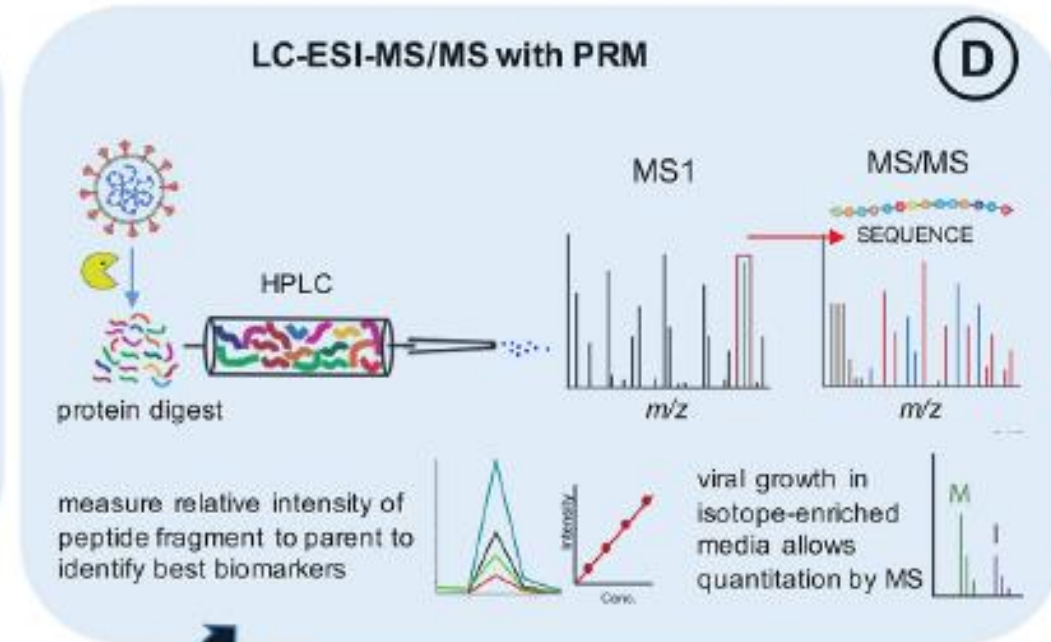 LC-ESI-MS/MS with PRM
D
MS1
MS/MS
SEQUENCE
HPLC
protein digest
m/z
m/z
measure relative intensity of
peptide fragment to parent to
identify best biomarkers
Intensity
Conc.
viral growth in
isotope-enriched
media allows
quantitation by MS
M
I